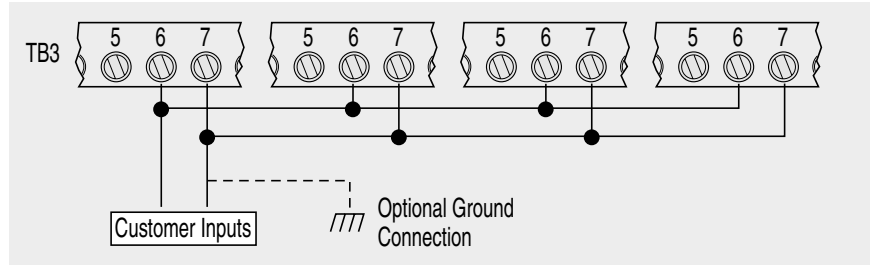 5 6 7 5 6 7 5 6 7 5 6 7
TB3
Customer Inputs
Optional Ground
Connection